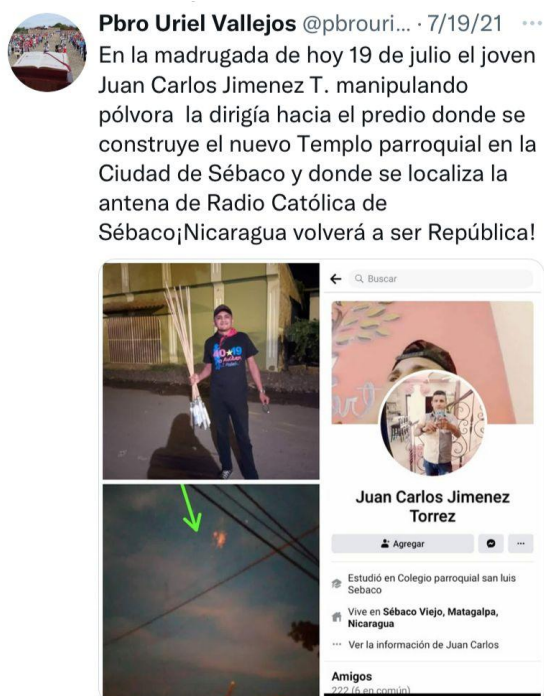 Pbro Uriel Vallejos @pbrouri... · 7/19/21 ...
En la madrugada de hoy 19 de julio el joven
Juan Carlos Jimenez T. manipulando
pólvora la dirigía hacia el predio donde se
construye el nuevo Templo parroquial en la
Ciudad de Sébaco y donde se localiza la
antena de Radio Católica de
Sébaco¡Nicaragua volverá a ser República!
40★19
Buscar
Juan Carlos Jimenez
Torrez
Agregar
...
Estudió en Colegio parroquial san luis
Sebaco
Vive en Sébaco Viejo, Matagalpa,
Nicaragua
··· Ver la información de Juan Carlos
Amigos
222 (6 en común)